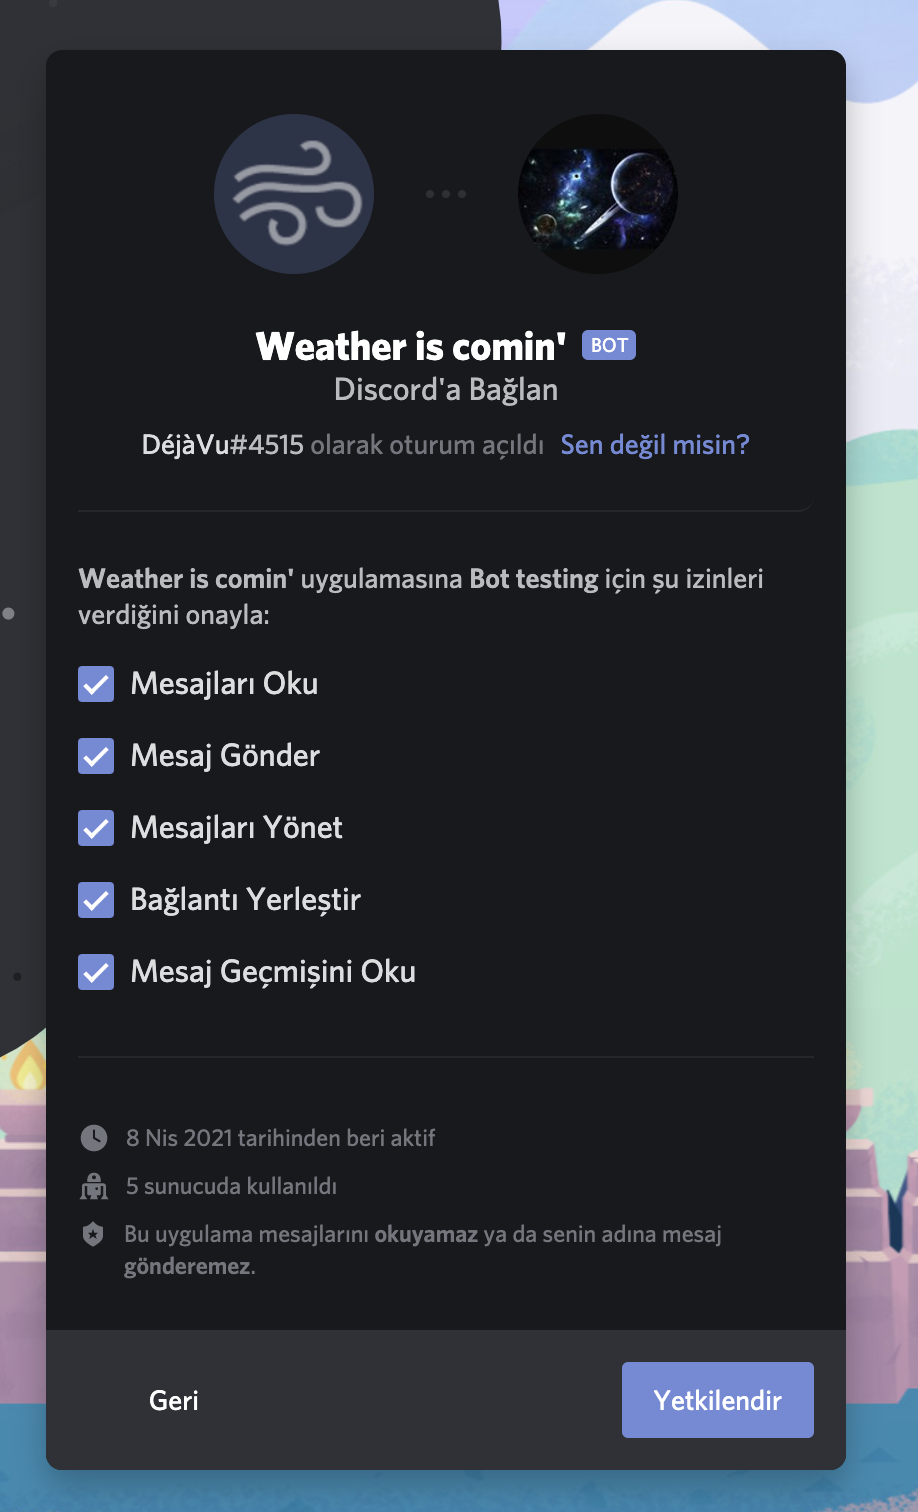 Weather is comin' BOT
Discord'a Bağlan
DéjàVu#4515 olarak oturum açıldı Sen değil misin?
Weather is comin' uygulamasına Bot testing için şu izinleri
verdiğini onayla:
Mesajları Oku
Mesaj Gönder
Mesajları Yönet
Bağlantı Yerleştir
Mesaj Geçmişini Oku
8 Nis 2021 tarihinden beri aktif
5 sunucuda kullanıldı
Bu uygulama mesajlarını okuyamaz ya da senin adına mesaj
gönderemez.
Geri Yetkilendir